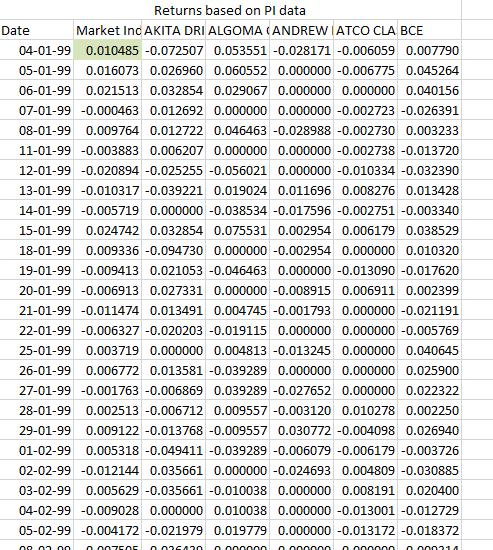 Returns based on PI data
Date Market Ind AKITA DRI ALGOMA ANDREW ATCO CLA BCE
04-01-99 0.010485 -0.072507 0.053551 -0.028171 -0.006059 0.007790
05-01-99 0.016073 0.026960 0.060552 0.000000 -0.006775 0.045264
06-01-99 0.021513 0.032854 0.029067 0.000000 0.000000 0.040156
07-01-99 -0.000463 0.012692 0.000000 0.000000 -0.002723 -0.026391
08-01-99 0.009764 0.012722 0.046463 -0.028988 -0.002730 0.003233
11-01-99 -0.003883 0.006207 0.000000 0.000000 -0.002738 -0.013720
12-01-99 -0.020894 -0.025255 -0.056021 0.000000 -0.010334 -0.032390
13-01-99 -0.010317 -0.039221 0.019024 0.011696 0.008276 0.013428
14-01-99 -0.005719 0.000000 -0.038534 -0.017596 -0.002751 -0.003340
15-01-99 0.024742 0.032854 0.075531 0.002954 0.006179 0.038529
18-01-99 0.009336 -0.094730 0.000000 -0.002954 0.000000 0.010320
19-01-99 -0.009413 0.021053 -0.046463 0.000000 -0.013090 -0.017620
20-01-99 -0.006913 0.027331 0.000000 -0.008915 0.006911 0.002399
21-01-99 -0.011474 0.013491 0.004745 -0.001793 0.000000 -0.021191
22-01-99 -0.006327 -0.020203 -0.019115 0.000000 0.000000 -0.005769
25-01-99 0.003719 0.000000 0.004813 -0.013245 0.000000 0.040645
26-01-99 0.006772 0.013581 -0.039289 0.000000 0.000000 0.025900
27-01-99 -0.001763 -0.006869 0.039289 -0.027652 0.000000 0.022322
28-01-99 0.002513 -0.006712 0.009557 -0.003120 0.010278 0.002250
29-01-99 0.009122 -0.013768 -0.009557 0.030772 -0.004098 0.026940
01-02-99 0.005318 -0.049411 -0.039289 -0.006079 -0.006179 -0.003726
02-02-99 -0.012144 0.035661 0.000000 -0.024693 0.004809 -0.030885
03-02-99 0.005629 -0.035661 -0.010038 0.000000 0.008191 0.020400
04-02-99 -0.009028 0.000000 0.010038 0.000000 -0.013001 -0.012729
05-02-99 -0.004172 -0.021979 0.019779 0.000000 -0.013172 -0.018372